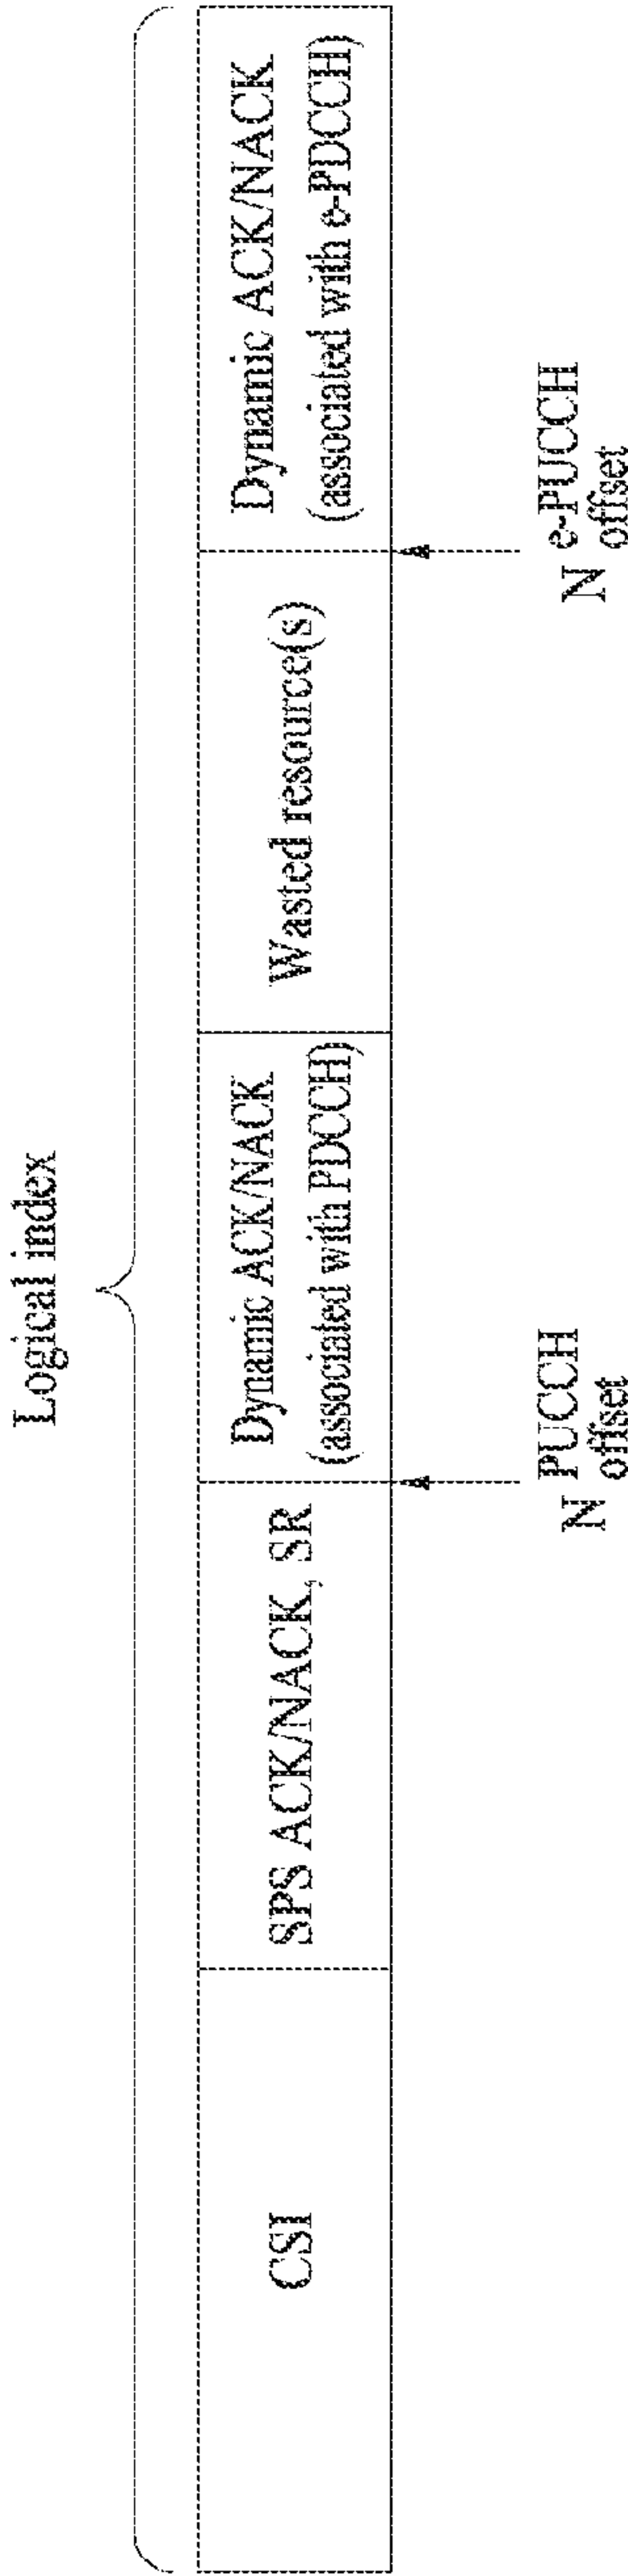 Logical index
CSI
SPS ACK/NACK, SR
Dynamic ACK/NACK
(associated with PDCCH)
Wasted resource(s)
Dynamic ACK/NACK
(associated with e-PDCCH)
N PUCCH
offset
N e-PUCCH
offset